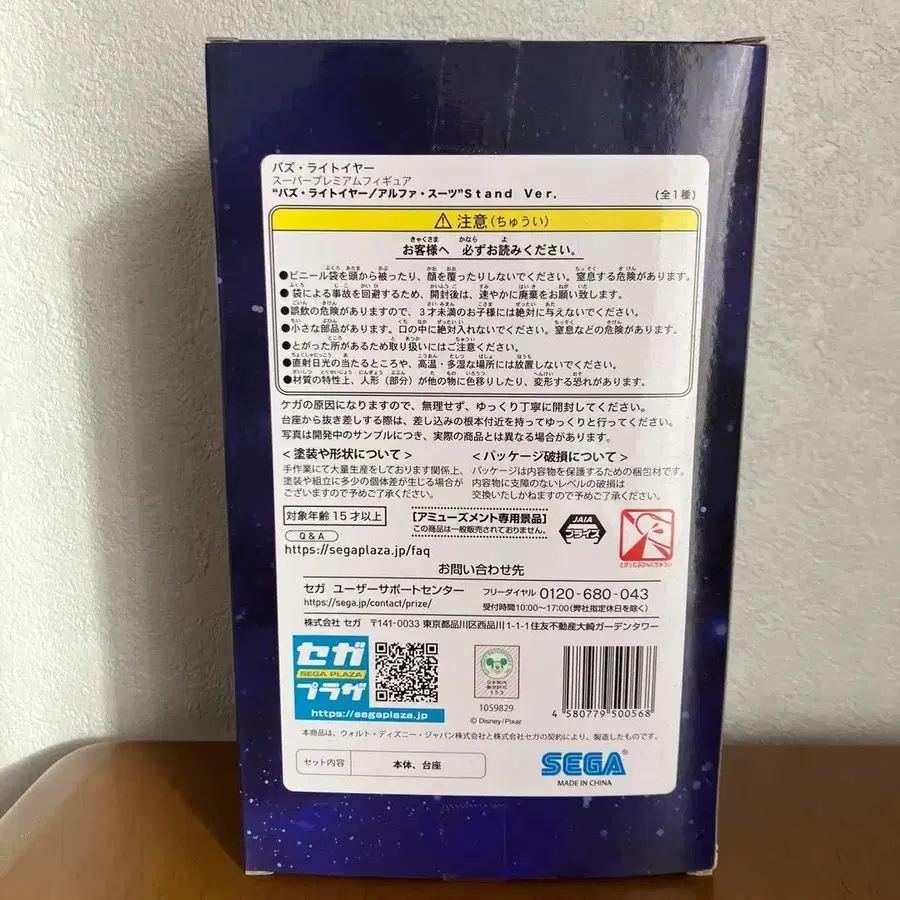 バズ・ライトイヤー
スーパープレミアムフィギュア
“バズ・ライトイヤー/アルファ・スーツ”Stand Ver.
(全1種)
⚠ 注意(ちゅうい)
お客様へ 必ずお読みください。
●ビニール袋を頭から被ったり、顔を覆ったりしないでください。窒息する危険があります。
●袋による事故を回避するため、開封後は、速やかに廃棄をお願い致します。
●誤飲の危険がありますので、3才未満のお子様には絶対に与えないでください。
●小さな部品があります。口の中に絶対入れないでください。窒息などの危険があります。
●とがった所があるため取り扱いにはご注意ください。
●直射日光の当たるところや、高温・多湿な場所には放置しないでください。
●材質の特性上、人形(部分)が他の物に色移りしたり、変形する恐れがあります。
ケガの原因になりますので、無理せず、ゆっくり丁寧に開封してください。
台座から抜き差しする際は、差し込みの根本付近を持ってゆっくりと行ってください。
写真は開発中のサンプルにつき、実際の商品とは異なる場合があります。
<塗装や形状について>
手作業にて大量生産をしております関係上、
塗装や組立に多少の個体差が生じる場合が
ございますので予めご了承ください。
<パッケージ破損について>
パッケージは内容物を保護するための梱包材です。
内容物に支障のないレベルの破損は
交換いたしかねますので予めご了承ください。
対象年齢15才以上
[アミューズメント専用景品]
この商品は一般販売されておりません。
JAIA
プライズ
とがったぶひんにちゅうい
Q&A
https://segaplaza.jp/faq
お問い合わせ先
セガ ユーザーサポートセンター
https://sega.jp/contact/prize/
フリーダイヤル 0120-680-043
受付時間10:00〜17:00(弊社指定休日を除く)
株式会社 セガ 〒141-0033 東京都品川区西品川1-1-1住友不動産大崎ガーデンタワー
セガ
SEGA PLAZA
プラザ
https://segaplaza.jp
日本国内
販売許可
1059829
© Disney/Pixar
4 580779 500568
本商品は、ウォルト・ディズニー・ジャパン株式会社と株式会社セガの契約により、製造したものです。
セット内容
本体、台座
SEGA®
MADE IN CHINA